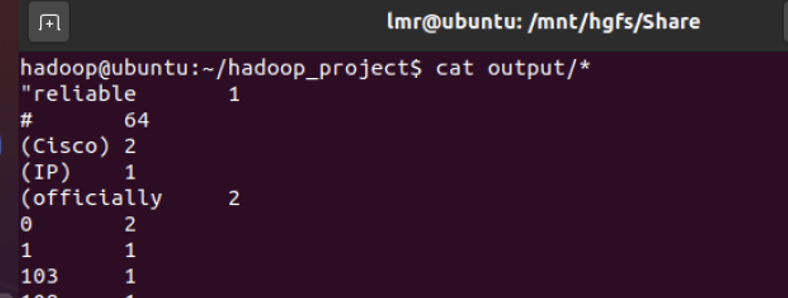 lmr@ubuntu: /mnt/hgfs/Share
hadoop@ubuntu:~/hadoop_project$ cat output/*
"reliable 1
# 64
(Cisco) 2
(IP) 1
(officially 2
0 2
1 1
103 1